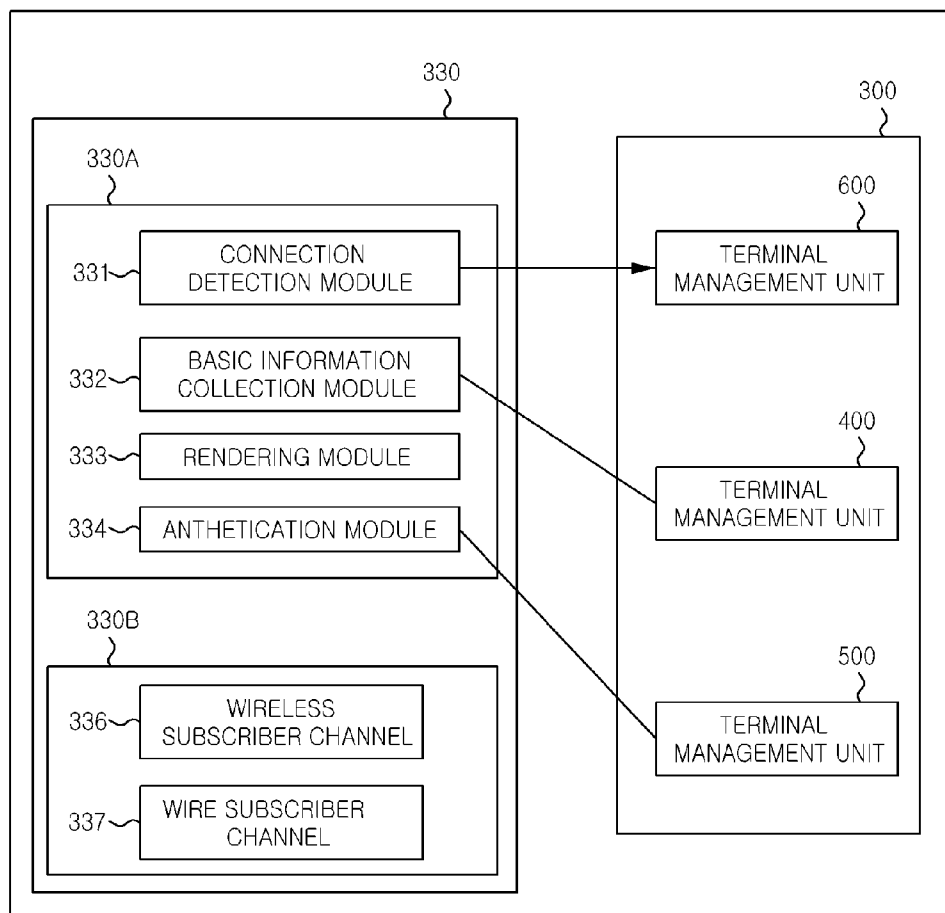 330
300
330A
600
331
CONNECTION
DETECTION MODULE
TERMINAL
MANAGEMENT UNIT
332
BASIC INFORMATION
COLLECTION MODULE
333
RENDERING MODULE
400
334
ANTHETICATION MODULE
TERMINAL
MANAGEMENT UNIT
330B
500
336
WIRELESS
SUBSCRIBER CHANNEL
TERMINAL
MANAGEMENT UNIT
337
WIRE SUBSCRIBER
CHANNEL